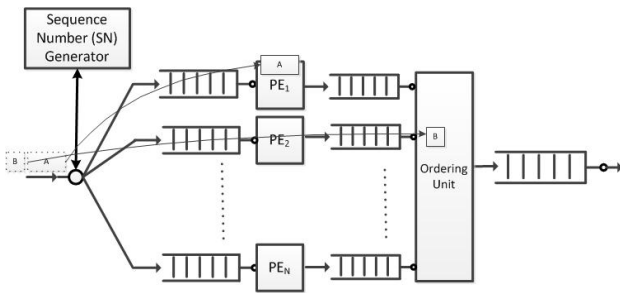 Sequence
Number (SN)
Generator
A
PE1
B
A
PE2
B
Ordering
Unit
PEN